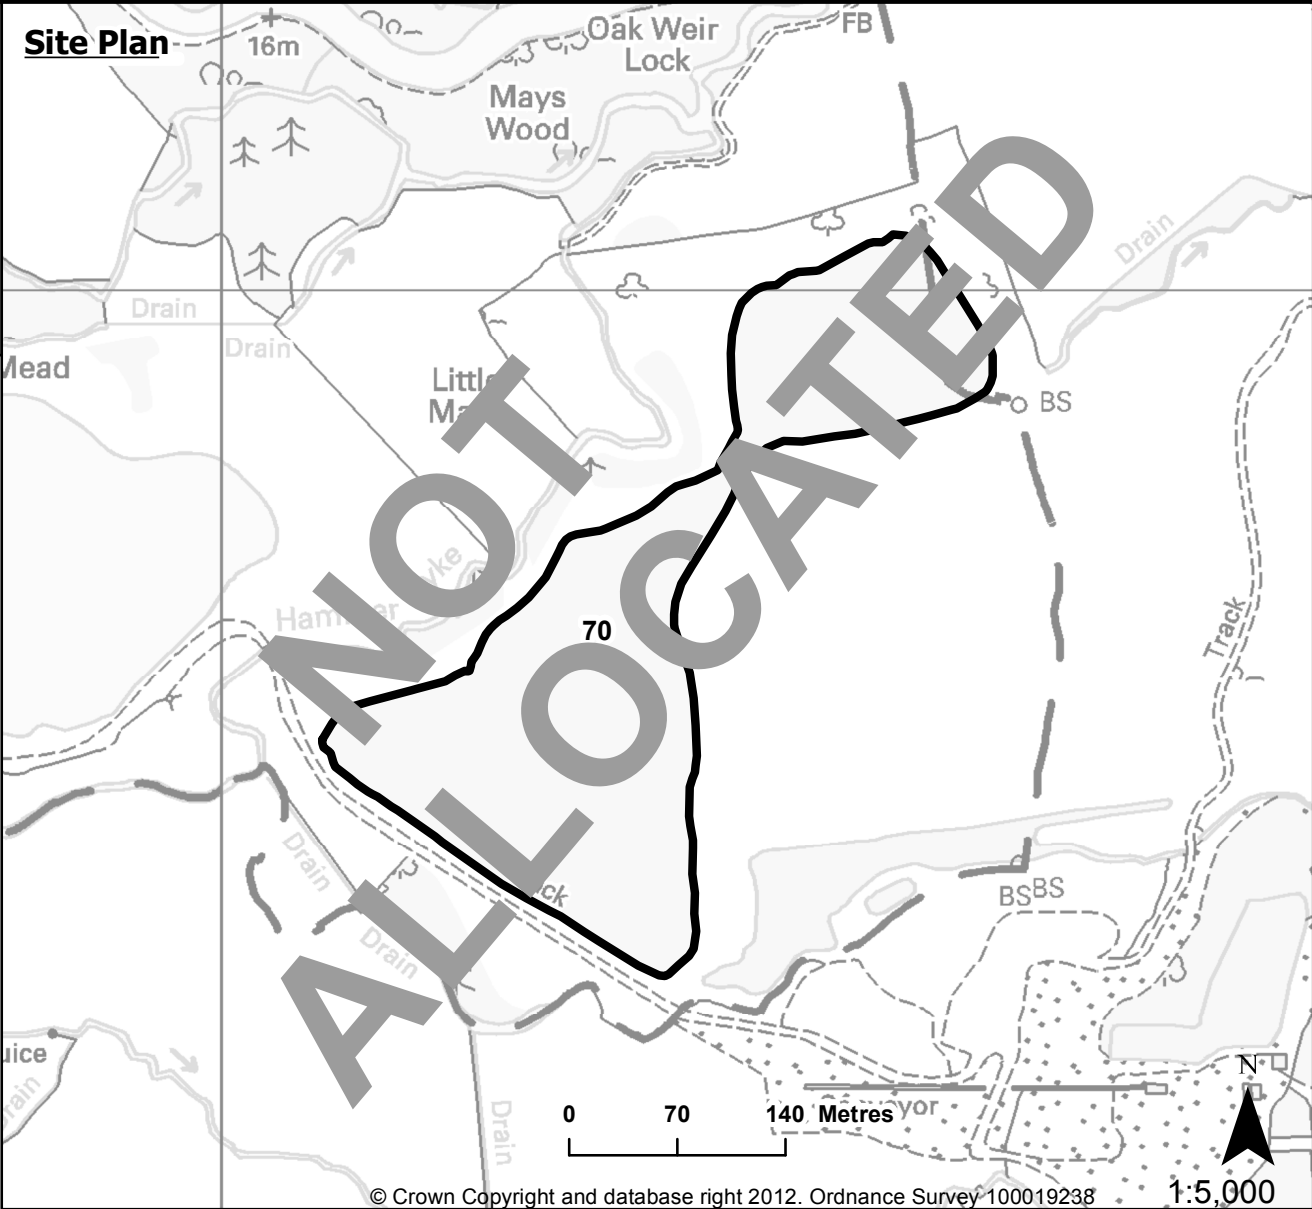 Site Plan
16m
Oak Weir
Lock
FB
Mays
Wood
Drain
Drain
Drain
Mead
Little
BS
NOT
ALLOCATED
70
Track
Drain
Drain
BS
BS
N
0 70 140 Metres
Drain
© Crown Copyright and database right 2012. Ordnance Survey 100019238
1:5,000